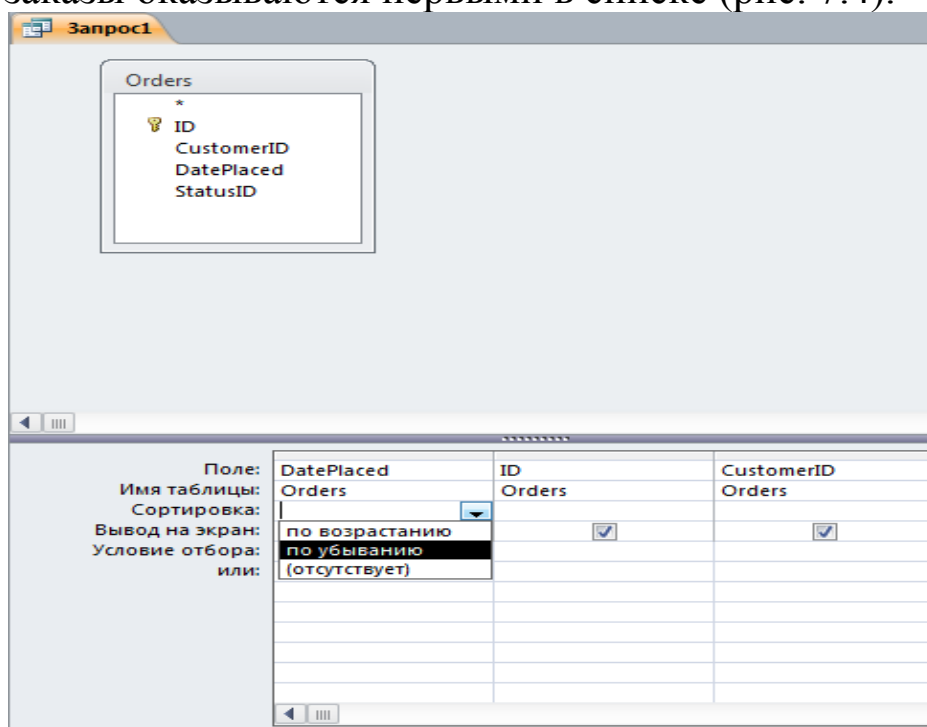 заказы оказываются первыми в списке (рис. 7.4).
Запрос1
Orders
*
ID
CustomerID
DatePlaced
StatusID
Поле: DatePlaced ID CustomerID
Имя таблицы: Orders Orders Orders
Сортировка:
Вывод на экран: по возрастанию
Условие отбора: по убыванию
или: (отсутствует)